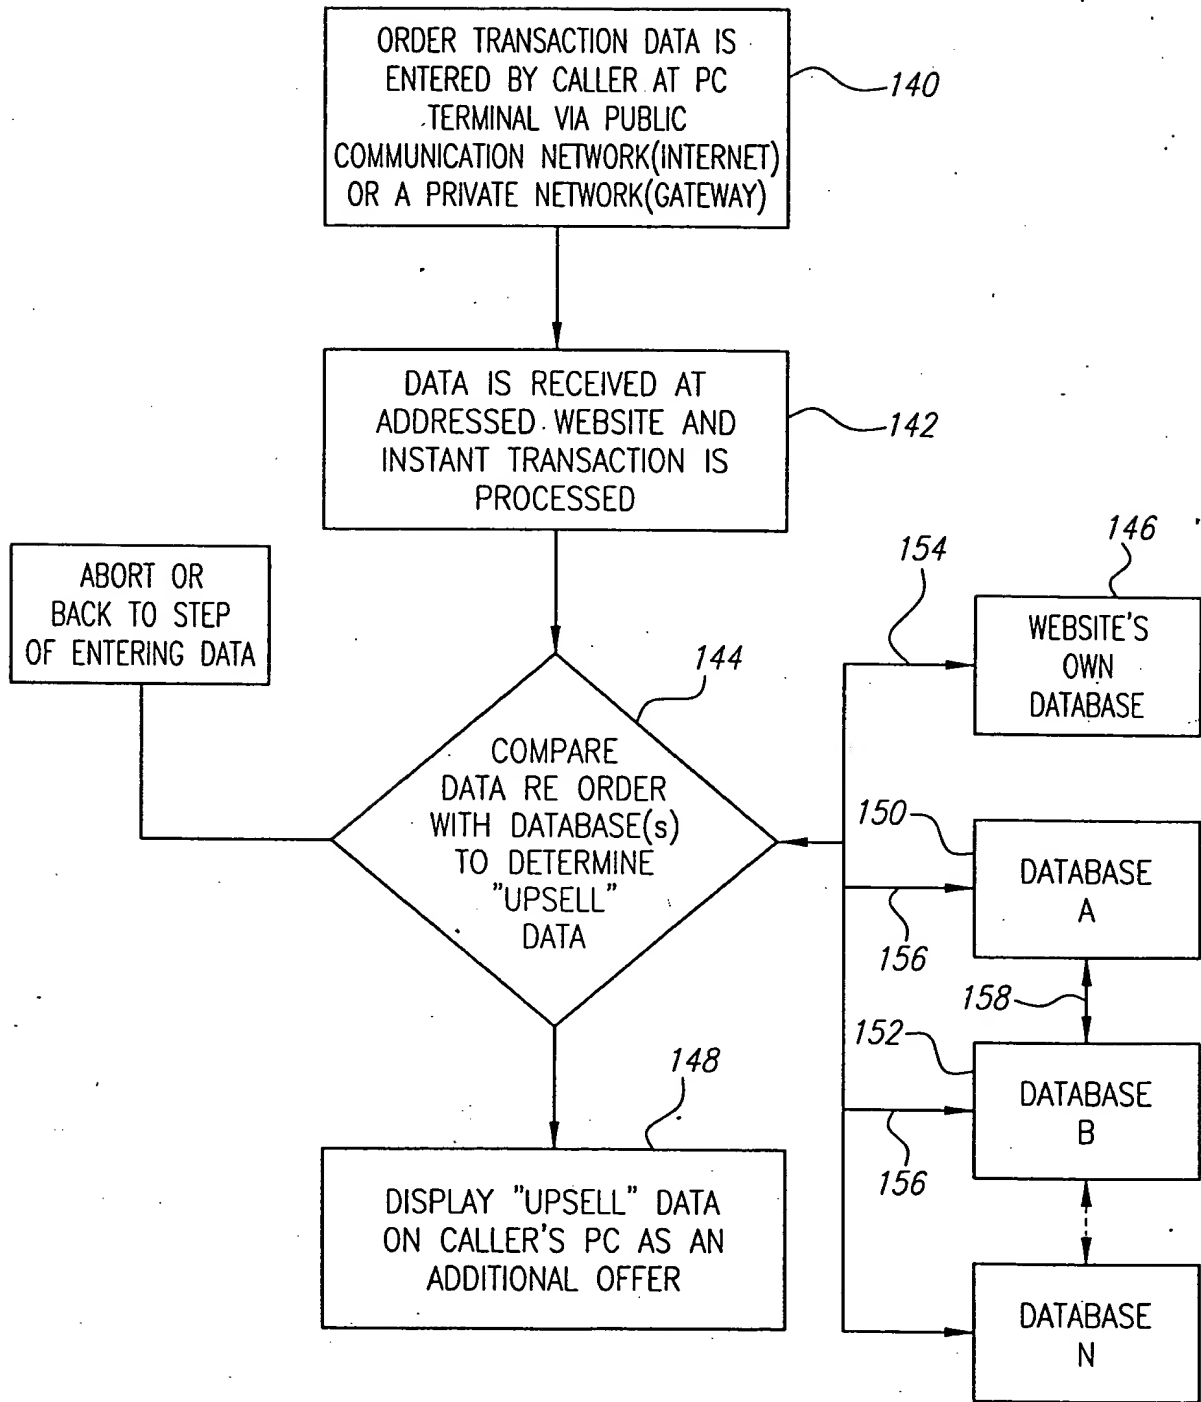 ORDER TRANSACTION DATA IS
ENTERED BY CALLER AT PC
TERMINAL VIA PUBLIC
COMMUNICATION NETWORK(INTERNET)
OR A PRIVATE NETWORK(GATEWAY)
140
DATA IS RECEIVED AT
ADDRESSED WEBSITE AND
INSTANT TRANSACTION IS
PROCESSED
142
ABORT OR
BACK TO STEP
OF ENTERING DATA
144
COMPARE
DATA RE ORDER
WITH DATABASE(s)
TO DETERMINE
"UPSELL"
DATA
154
146
WEBSITE'S
OWN
DATABASE
150
DATABASE
A
156
158
152
DATABASE
B
156
148
DISPLAY "UPSELL" DATA
ON CALLER'S PC AS AN
ADDITIONAL OFFER
DATABASE
N